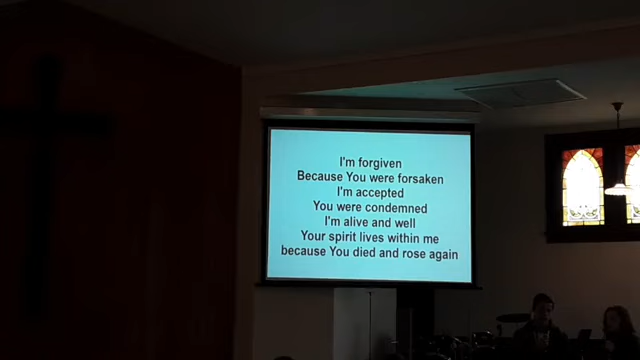 I'm forgiven
Because You were forsaken
I'm accepted
You were condemned
I'm alive and well
Your spirit lives within me
because You died and rose again